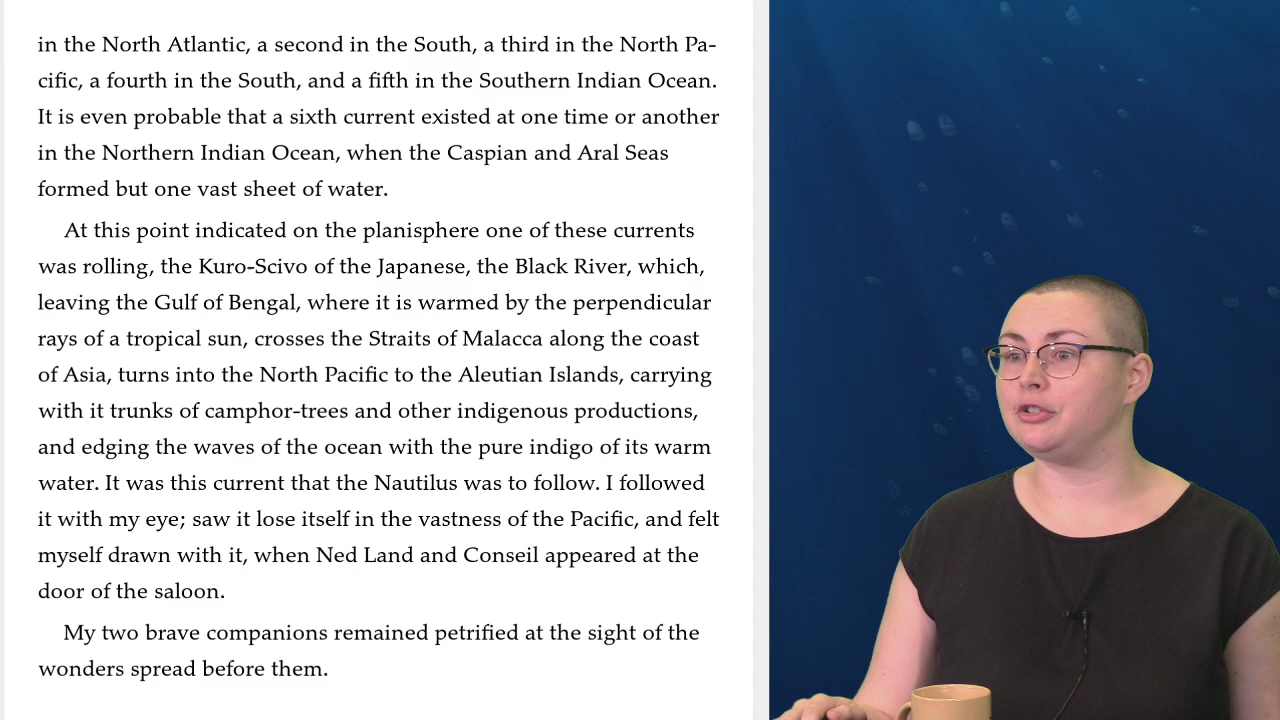 in the North Atlantic, a second in the South, a third in the North Pa-
cific, a fourth in the South, and a fifth in the Southern Indian Ocean.
It is even probable that a sixth current existed at one time or another
in the Northern Indian Ocean, when the Caspian and Aral Seas
formed but one vast sheet of water.
At this point indicated on the planisphere one of these currents
was rolling, the Kuro-Scivo of the Japanese, the Black River, which,
leaving the Gulf of Bengal, where it is warmed by the perpendicular
rays of a tropical sun, crosses the Straits of Malacca along the coast
of Asia, turns into the North Pacific to the Aleutian Islands, carrying
with it trunks of camphor-trees and other indigenous productions,
and edging the waves of the ocean with the pure indigo of its warm
water. It was this current that the Nautilus was to follow. I followed
it with my eye; saw it lose itself in the vastness of the Pacific, and felt
myself drawn with it, when Ned Land and Conseil appeared at the
door of the saloon.
My two brave companions remained petrified at the sight of the
wonders spread before them.